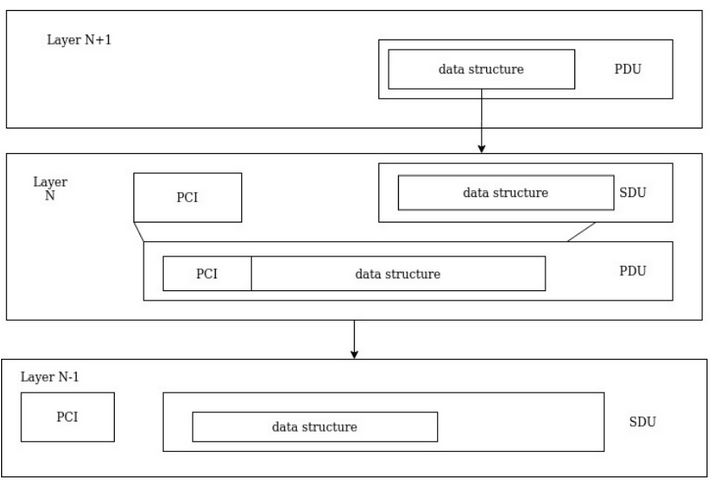 Layer N+1
data structure
PDU
Layer
N
PCI
data structure
SDU
PCI
data structure
PDU
Layer N-1
PCI
data structure
SDU